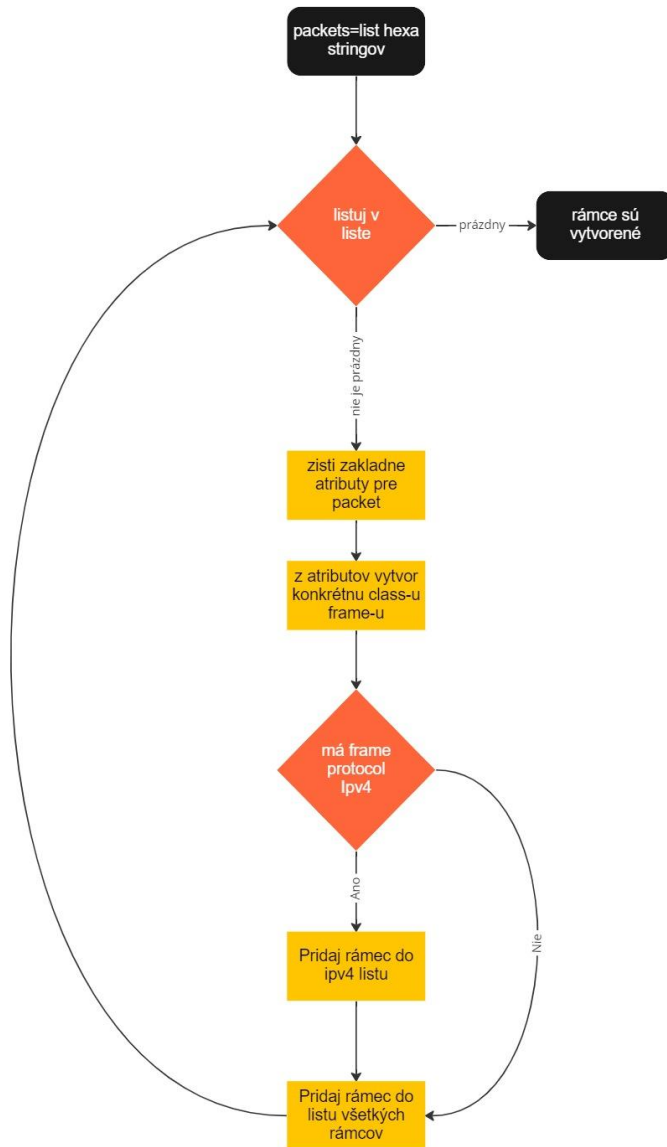 packets=list hexa
stringov
listuj v
liste
prázdny
rámce sú
vytvorené
nie je prázdny
zisti zakladne
atributy pre
packet
z atributov vytvor
konkrétnu class-u
frame-u
má frame
protocol
Ipv4
Ano
Nie
Pridaj rámec do
ipv4 listu
Pridaj rámec do
listu všetkých
rámcov